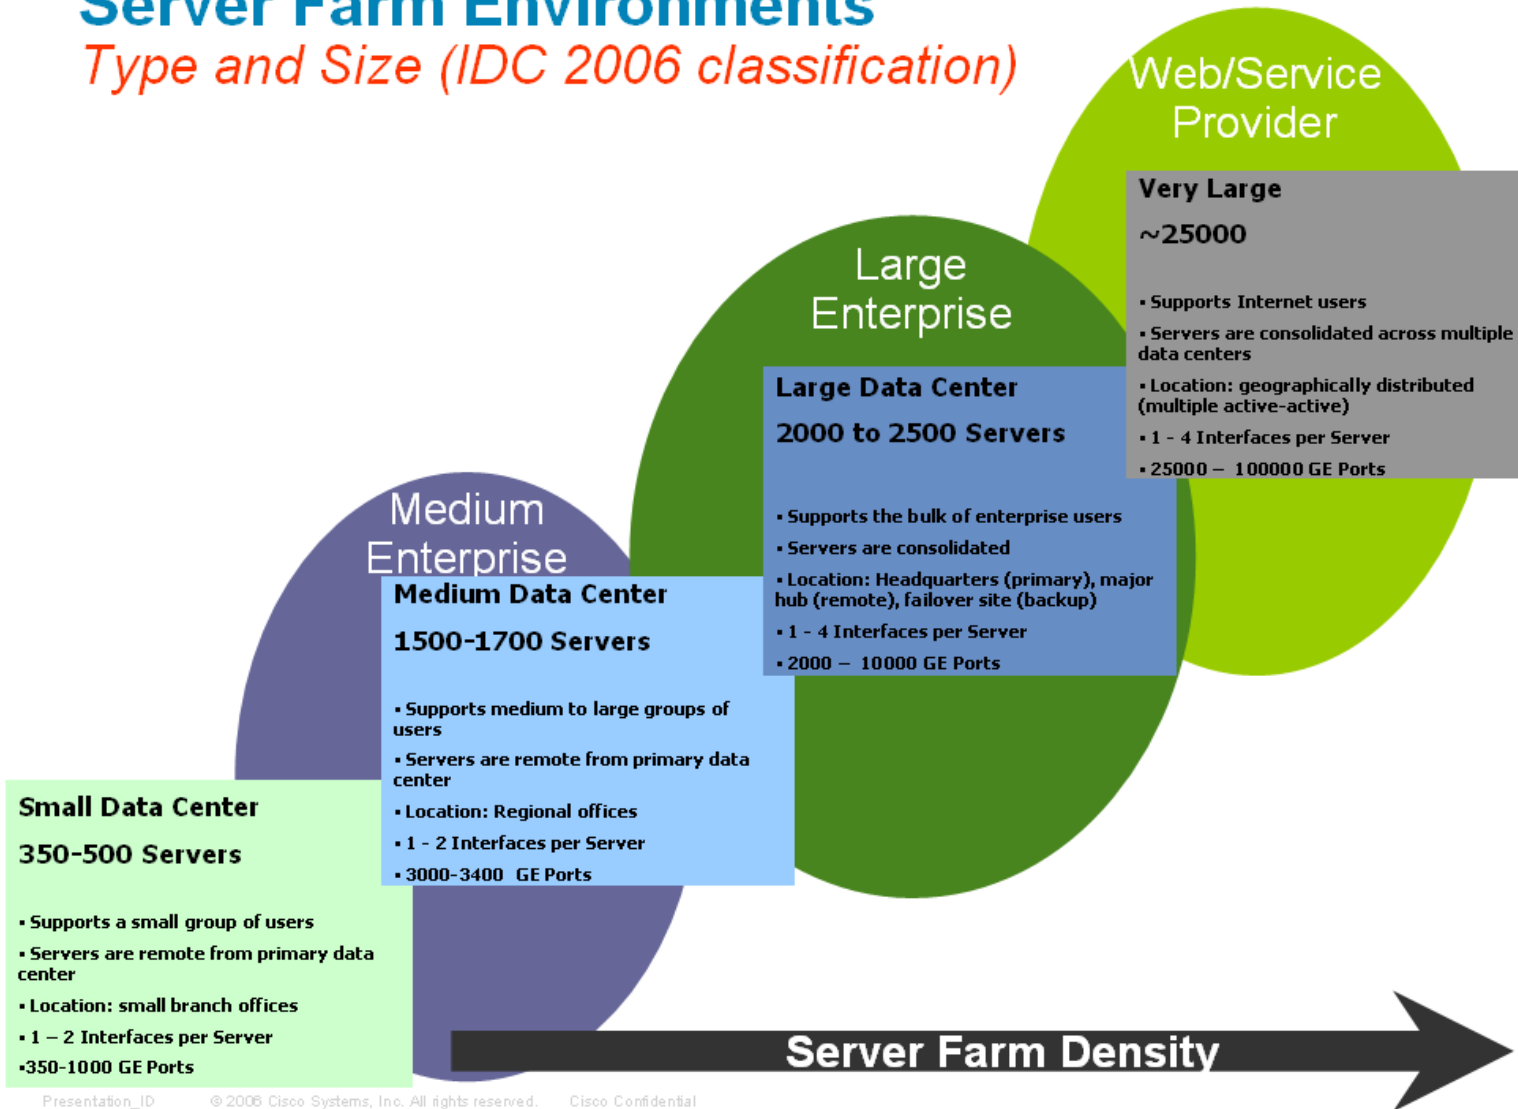 Server Farm Environments
Type and Size (IDC 2006 classification)
Web/Service
Provider
Very Large
~25000
▪ Supports Internet users
▪ Servers are consolidated across multiple
data centers
▪ Location: geographically distributed
(multiple active-active)
▪ 1 - 4 Interfaces per Server
▪ 25000 – 100000 GE Ports
Large
Enterprise
Large Data Center
2000 to 2500 Servers
▪ Supports the bulk of enterprise users
▪ Servers are consolidated
▪ Location: Headquarters (primary), major
hub (remote), failover site (backup)
▪ 1 - 4 Interfaces per Server
▪ 2000 – 10000 GE Ports
Medium
Enterprise
Medium Data Center
1500-1700 Servers
▪ Supports medium to large groups of
users
▪ Servers are remote from primary data
center
▪ Location: Regional offices
▪ 1 - 2 Interfaces per Server
▪ 3000-3400 GE Ports
Small Data Center
350-500 Servers
▪ Supports a small group of users
▪ Servers are remote from primary data
center
▪ Location: small branch offices
▪ 1 – 2 Interfaces per Server
▪350-1000 GE Ports
Server Farm Density
Presentation_ID © 2006 Cisco Systems, Inc. All rights reserved. Cisco Confidential